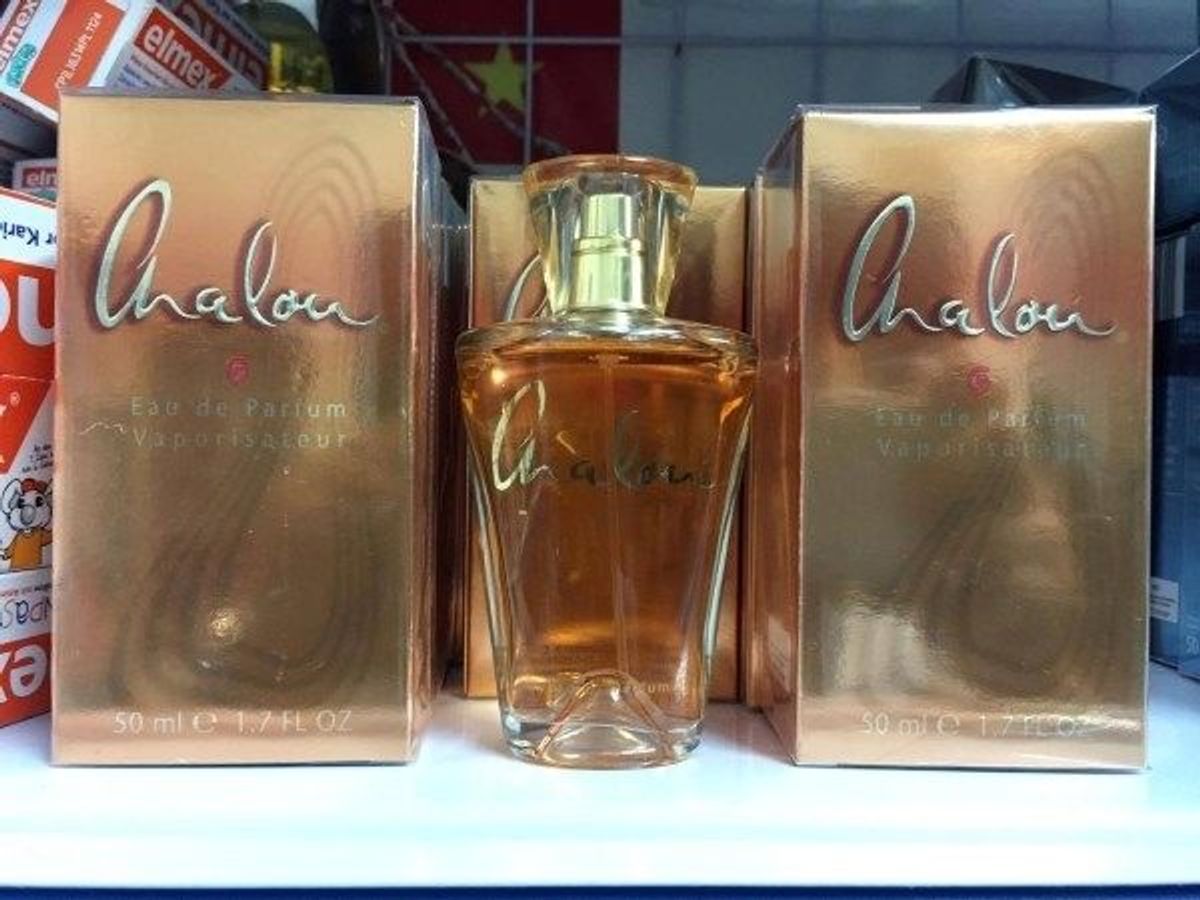 elmex
elmex
Chalou
Eau de Parfum
Vaporisateur
50 ml e 1.7 FL OZ
Chalou
Chalou
Eau de Parfum
Vaporisateur
50 ml e 1.7 FL OZ